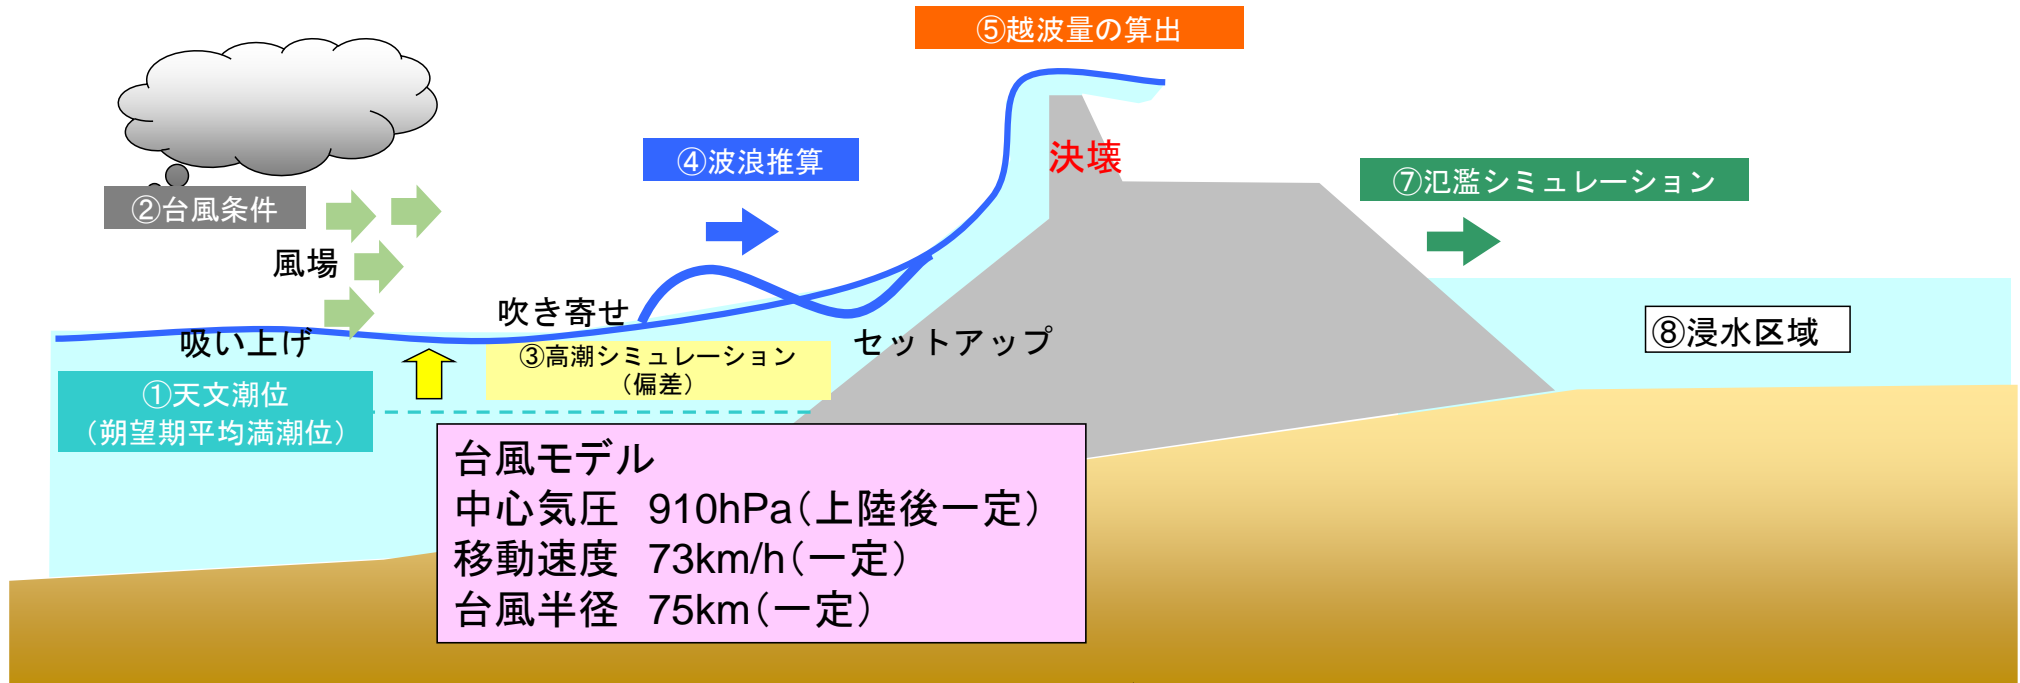 ⑤越波量の算出
④波浪推算
決壊
⑦氾濫シミュレーション
②台風条件
風場
吹き寄せ
吸い上げ
セットアップ
⑧浸水区域
③高潮シミュレーション
（偏差）
①天文潮位
（朔望期平均満潮位）
台風モデル
中心気圧　910hPa（上陸後一定）
移動速度　73km/h（一定）
台風半径　75km（一定）